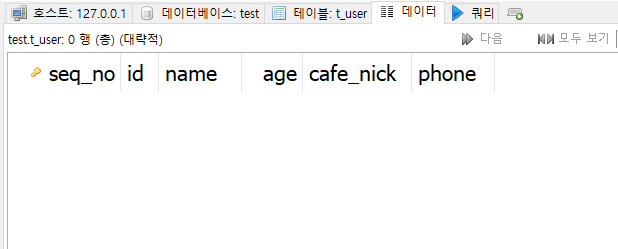 호스트: 127.0.0.1 데이터베이스: test 테이블: t_user 데이터 쿼리
test.t_user: 0 행 (총) (대략적) 다음 모두 보기
seq_no id name age cafe_nick phone